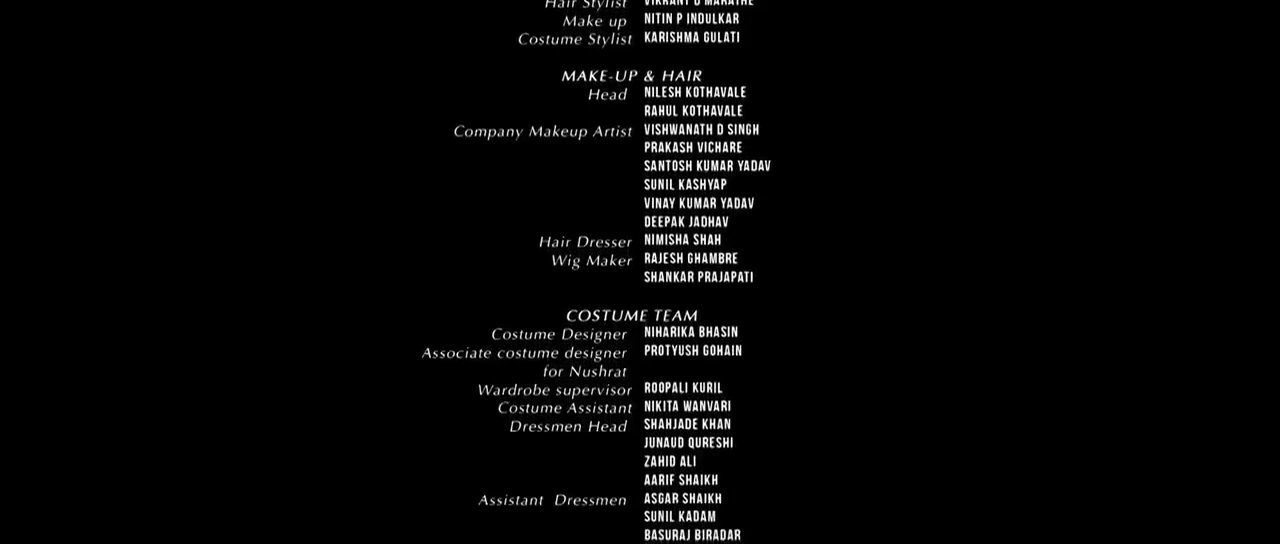 Hair Stylist VIKRANT D MARATHE
Make up NITIN P INDULKAR
Costume Stylist KARISHMA GULATI
MAKE-UP & HAIR
Head NILESH KOTHAVALE
RAHUL KOTHAVALE
Company Makeup Artist VISHWANATH D SINGH
PRAKASH VICHARE
SANTOSH KUMAR YADAV
SUNIL KASHYAP
VINAY KUMAR YADAV
DEEPAK JADHAV
Hair Dresser NIMISHA SHAH
Wig Maker RAJESH GHAMBRE
SHANKAR PRAJAPATI
COSTUME TEAM
Costume Designer NIHARIKA BHASIN
Associate costume designer PROTYUSH GOHAIN
for Nushrat
Wardrobe supervisor ROOPALI KURIL
Costume Assistant NIKITA WANVARI
Dressmen Head SHAHJADE KHAN
JUNAUD QURESHI
ZAHID ALI
AARIF SHAIKH
Assistant Dressmen ASGAR SHAIKH
SUNIL KADAM
BASURAJ BIRADAR